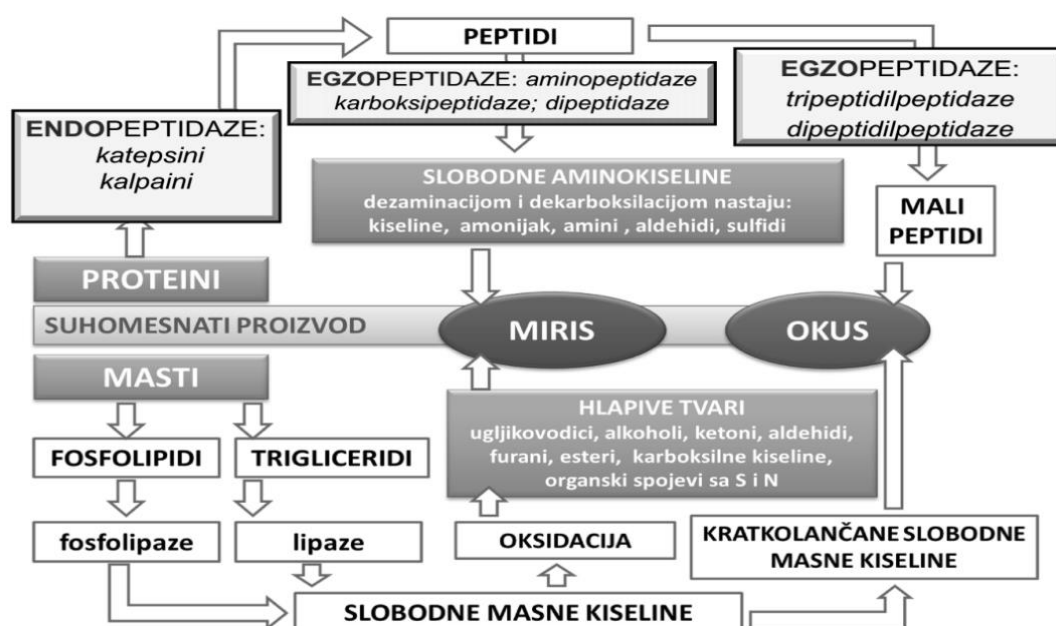 PEPTIDI
EGZOPEPTIDAZE: aminopeptidaze
karboksipeptidaze; dipeptidaze
EGZOPEPTIDAZE:
tripeptidilpeptidaze
dipeptidilpeptidaze
ENDOPEPTIDAZE:
katepsini
kalpaini
SLOBODNE AMINOKISELINE
dezaminacijom i dekarboksilacijom nastaju:
kiseline, amonijak, amini , aldehidi, sulfidi
MALI
PEPTIDI
PROTEINI
SUHOMESNATI PROIZVOD
MIRIS
OKUS
MASTI
HLAPIVE TVARI
ugljikovodici, alkoholi, ketoni, aldehidi,
furani, esteri, karboksilne kiseline,
organski spojevi sa S i N
FOSFOLIPIDI
TRIGLICERIDI
fosfolipaze
lipaze
OKSIDACIJA
KRATKOLANČANE SLOBODNE
MASNE KISELINE
SLOBODNE MASNE KISELINE